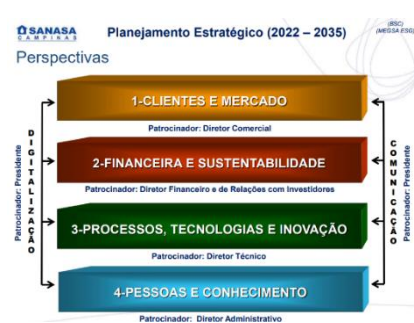 SANASA
CAMPINAS
Planejamento Estratégico (2022 – 2035)
(BSC)
(MEGSA ESG)
Perspectivas
1-CLIENTES E MERCADO
Patrocinador: Diretor Comercial
2-FINANCEIRA E SUSTENTABILIDADE
Patrocinador: Diretor Financeiro e de Relações com Investidores
3-PROCESSOS, TECNOLOGIAS E INOVAÇÃO
Patrocinador: Diretor Técnico
4-PESSOAS E CONHECIMENTO
Patrocinador: Diretor Administrativo
Patrocinador: Presidente
DIGITALIZAÇÃO
COMUNICAÇÃO
Patrocinador: Presidente